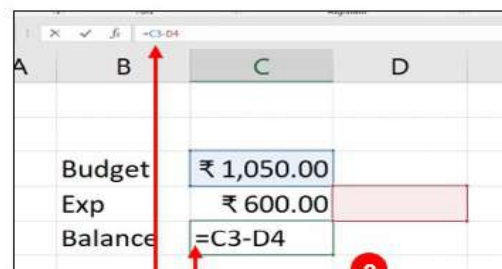 =C3-D4
A B C D
Budget ₹ 1,050.00
Exp ₹ 600.00
Balance =C3-D4